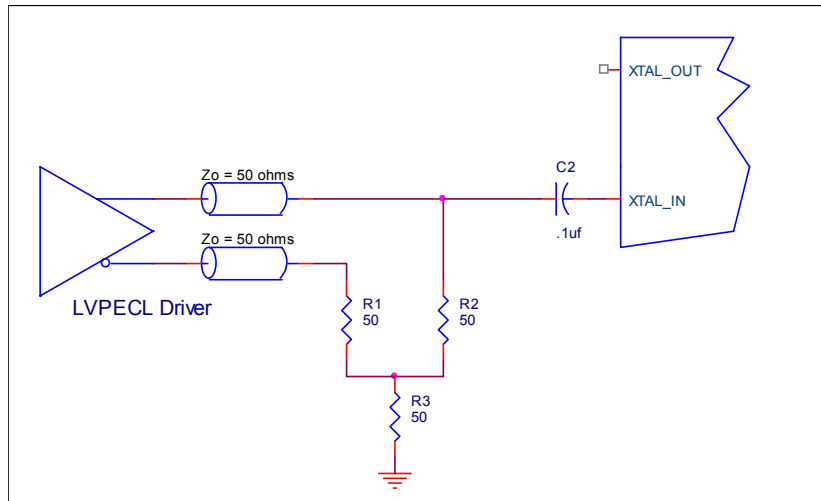 XTAL_OUT
C2
Zo = 50 ohms
XTAL_IN
.1uf
Zo = 50 ohms
LVPECL Driver
R1
50
R2
50
R3
50